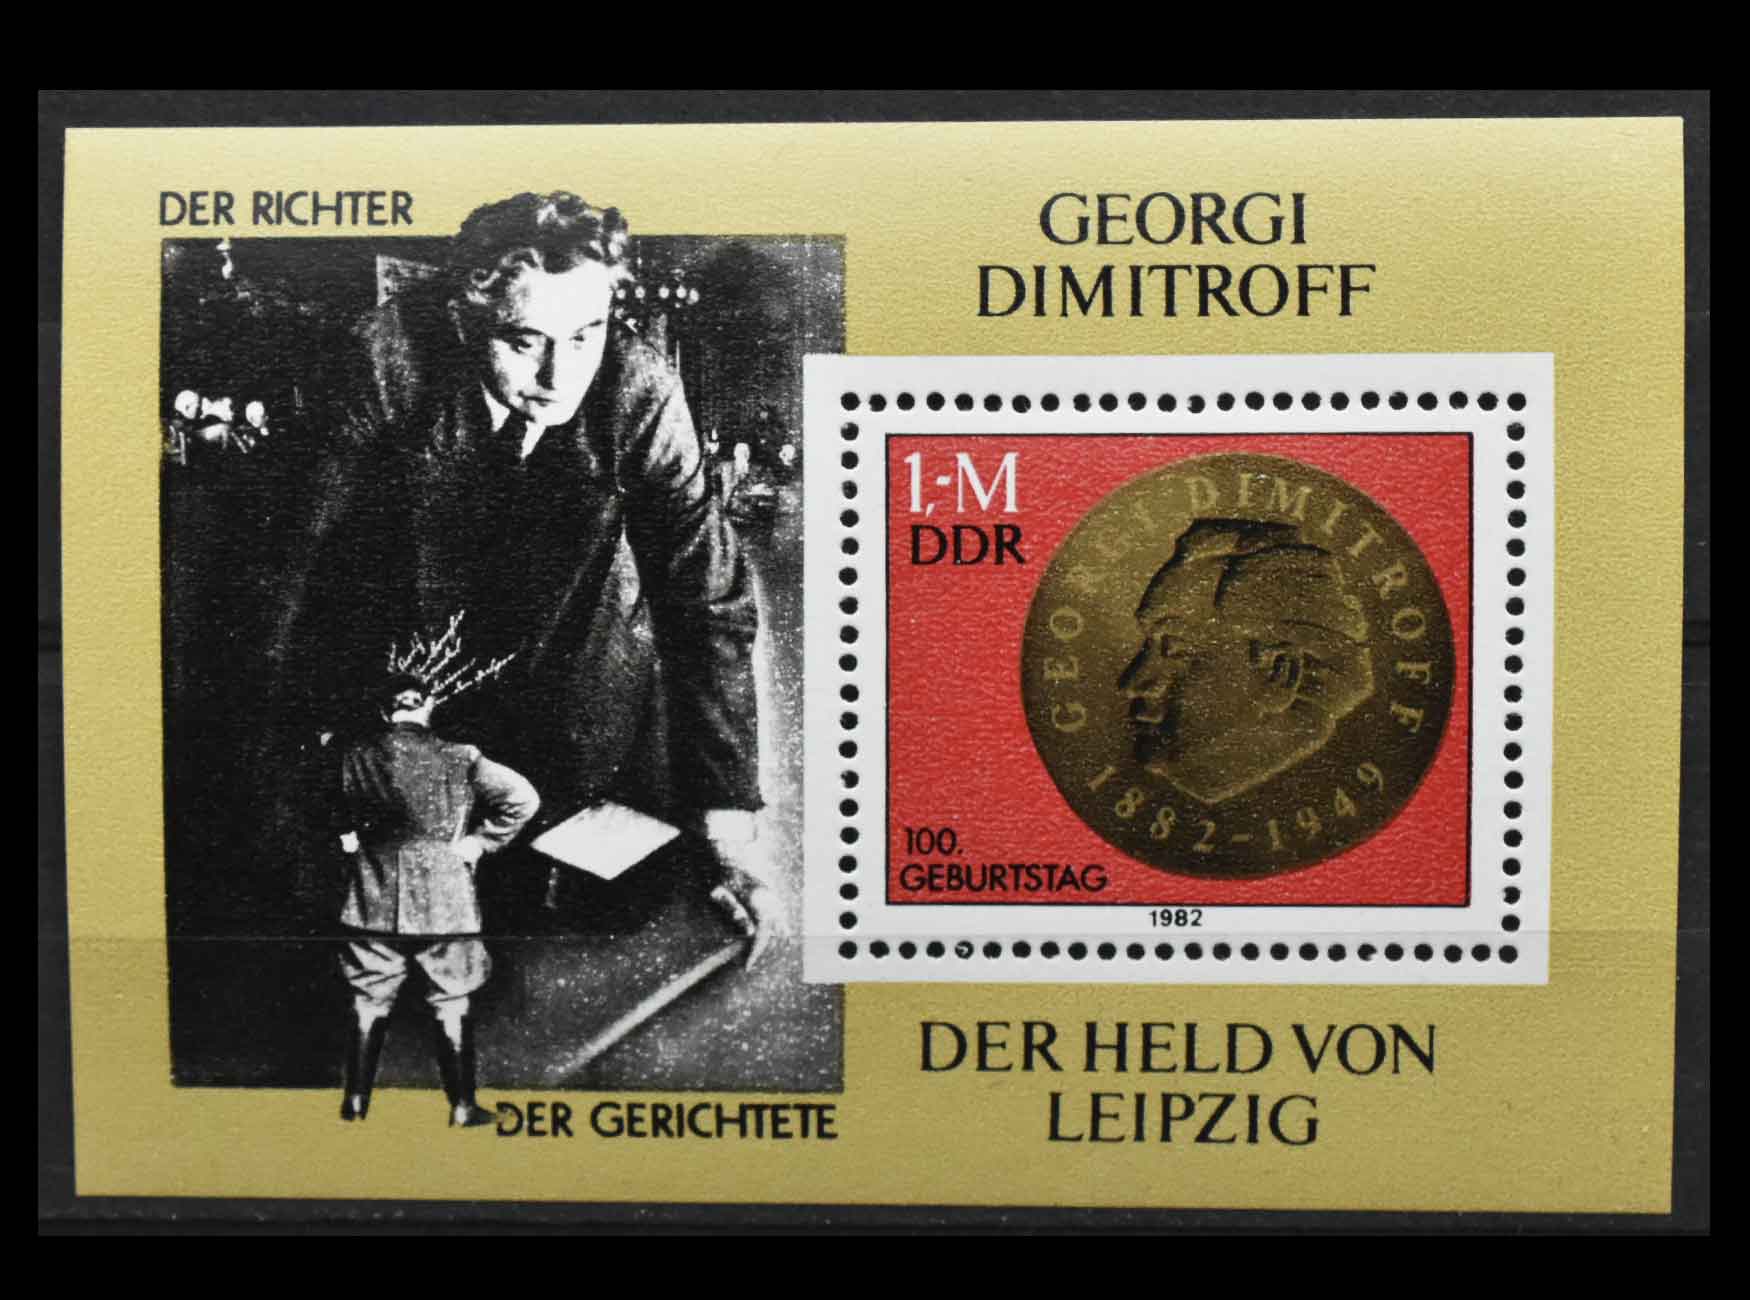 DER RICHTER
GEORGI
DIMITROFF
1,-M
DDR
GEORGI DIMITROFF
1882-1949
100.
GEBURTSTAG
1982
DER HELD VON
LEIPZIG
DER GERICHTETE